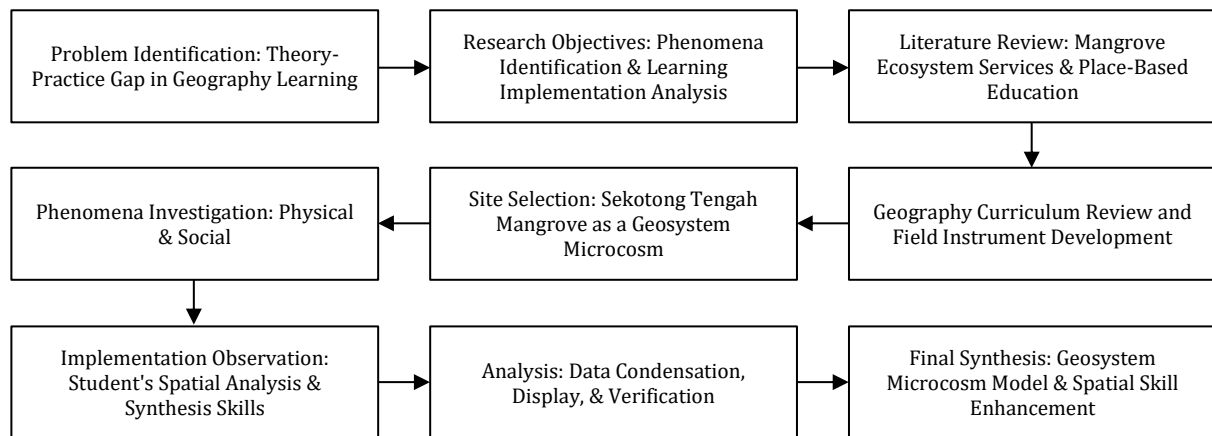 Problem Identification: Theory-
Practice Gap in Geography Learning
Research Objectives: Phenomena
Identification & Learning
Implementation Analysis
Literature Review: Mangrove
Ecosystem Services & Place-Based
Education
Geography Curriculum Review and
Field Instrument Development
Site Selection: Sekotong Tengah
Mangrove as a Geosystem
Microcosm
Phenomena Investigation: Physical
& Social
Implementation Observation:
Student's Spatial Analysis &
Synthesis Skills
Analysis: Data Condensation,
Display, & Verification
Final Synthesis: Geosystem
Microcosm Model & Spatial Skill
Enhancement